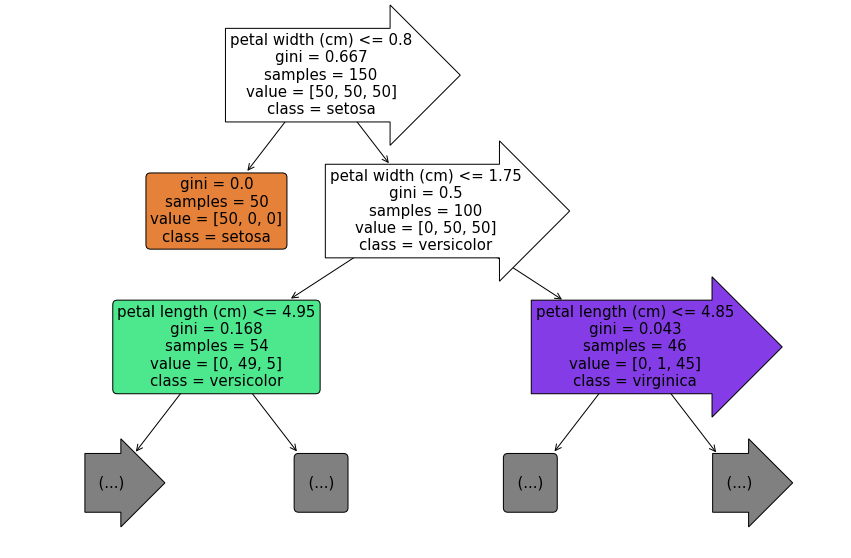 petal width (cm) <= 0.8
gini = 0.667
samples = 150
value = [50, 50, 50]
class = setosa
gini = 0.0
samples = 50
value = [50, 0, 0]
class = setosa
petal width (cm) <= 1.75
gini = 0.5
samples = 100
value = [0, 50, 50]
class = versicolor
petal length (cm) <= 4.95
gini = 0.168
samples = 54
value = [0, 49, 5]
class = versicolor
petal length (cm) <= 4.85
gini = 0.043
samples = 46
value = [0, 1, 45]
class = virginica
(...)
(...)
(...)
(...)